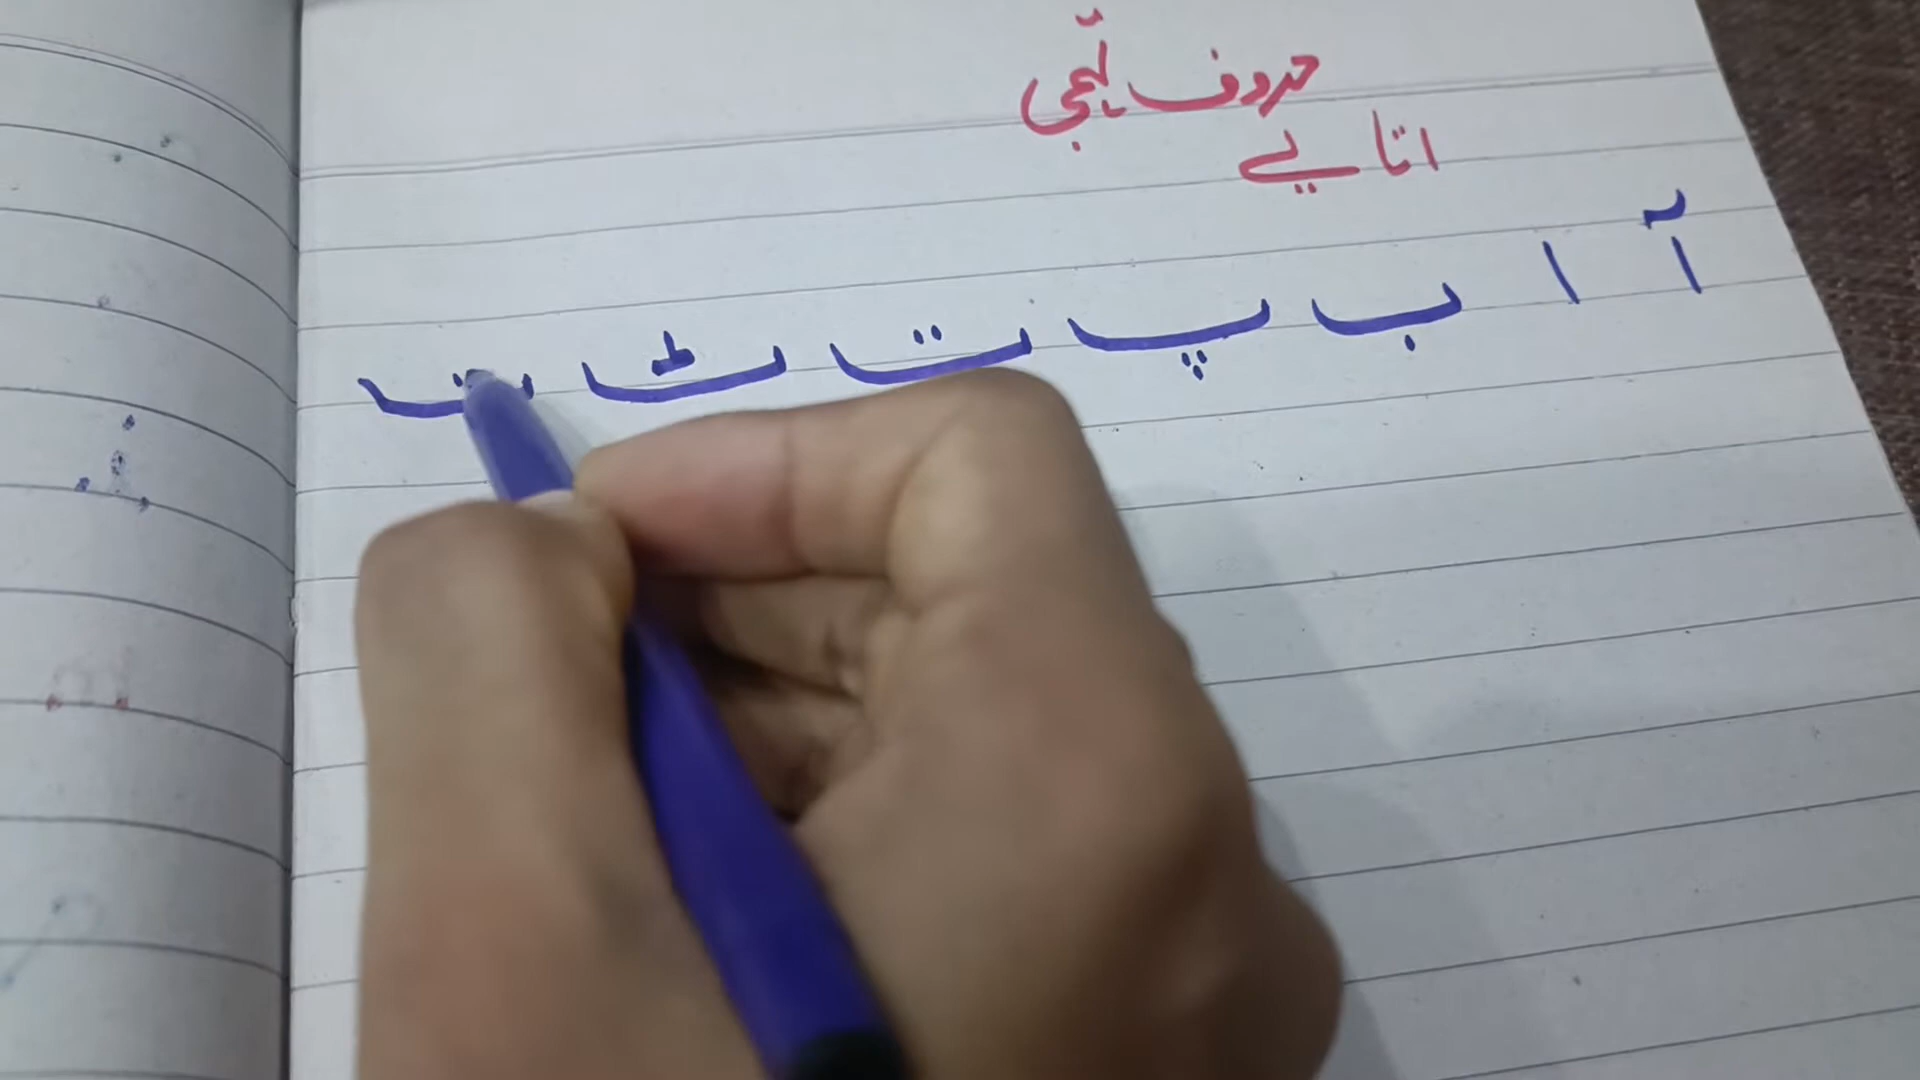 حروف تہجی
ا تا ے
آ ا ب پ ت ٹ